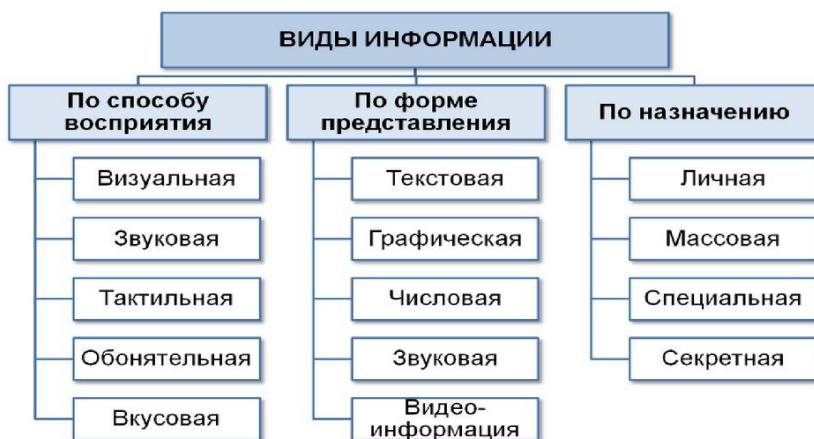 ВИДЫ ИНФОРМАЦИИ
По способу
восприятия
Визуальная
Звуковая
Тактильная
Обонятельная
Вкусовая
По форме
представления
Текстовая
Графическая
Числовая
Звуковая
Видео-
информация
По назначению
Личная
Массовая
Специальная
Секретная